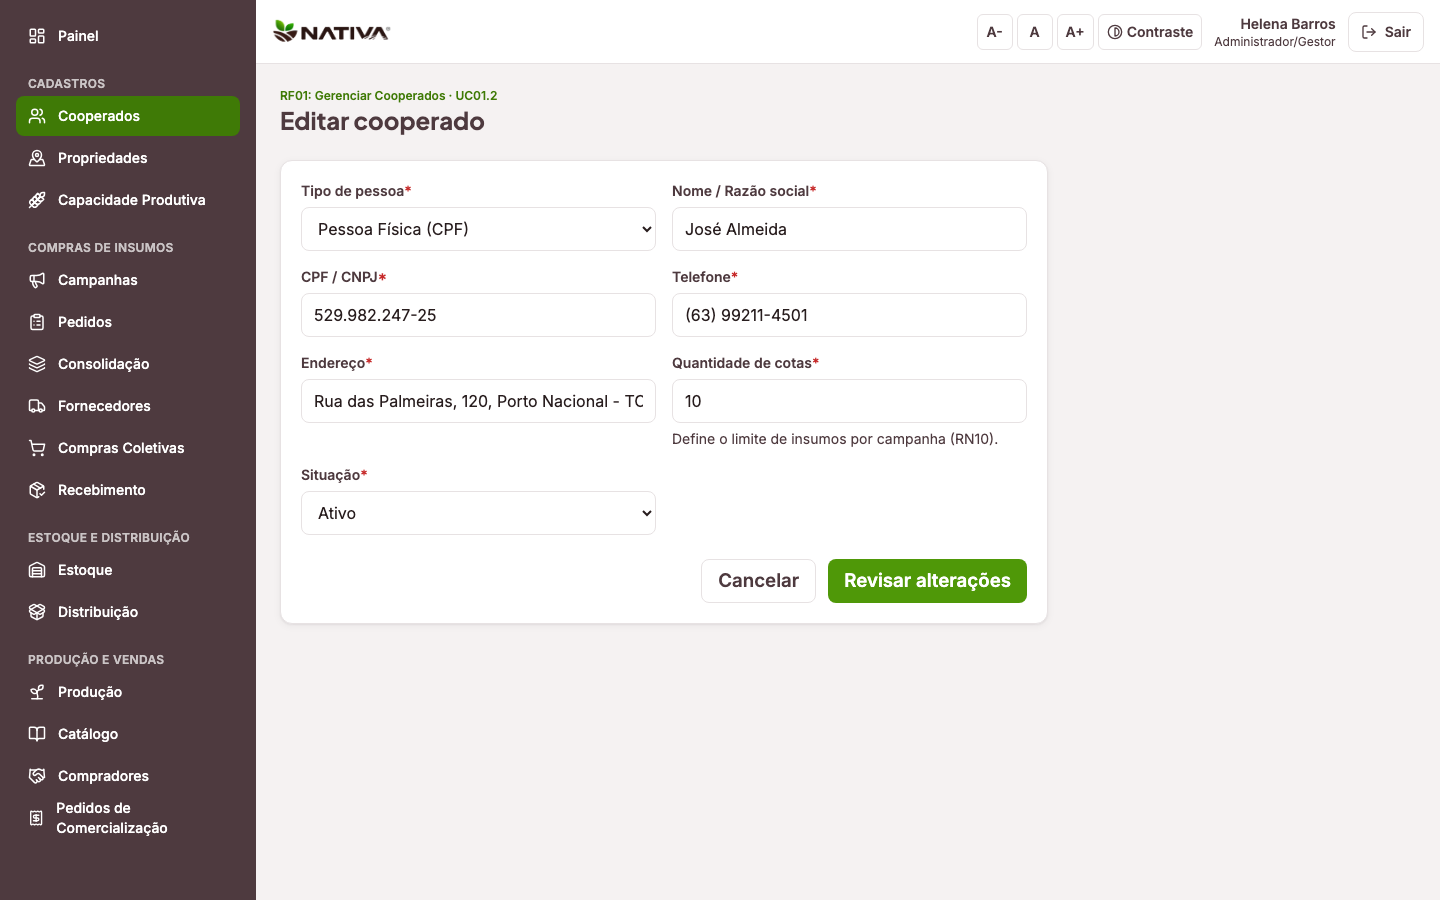 Painel
CADASTROS
Cooperados
Propriedades
Capacidade Produtiva
COMPRAS DE INSUMOS
Campanhas
Pedidos
Consolidação
Fornecedores
Compras Coletivas
Recebimento
ESTOQUE E DISTRIBUIÇÃO
Estoque
Distribuição
PRODUÇÃO E VENDAS
Produção
Catálogo
Compradores
Pedidos de
Comercialização
NATIVA
A-
A
A+
Contraste
Helena Barros
Administrador/Gestor
Sair
RF01: Gerenciar Cooperados · UC01.2
Editar cooperado
Tipo de pessoa*
Pessoa Física (CPF)
Nome / Razão social*
José Almeida
CPF / CNPJ*
529.982.247-25
Telefone*
(63) 99211-4501
Endereço*
Rua das Palmeiras, 120, Porto Nacional - TO
Quantidade de cotas*
10
Define o limite de insumos por campanha (RN10).
Situação*
Ativo
Cancelar
Revisar alterações